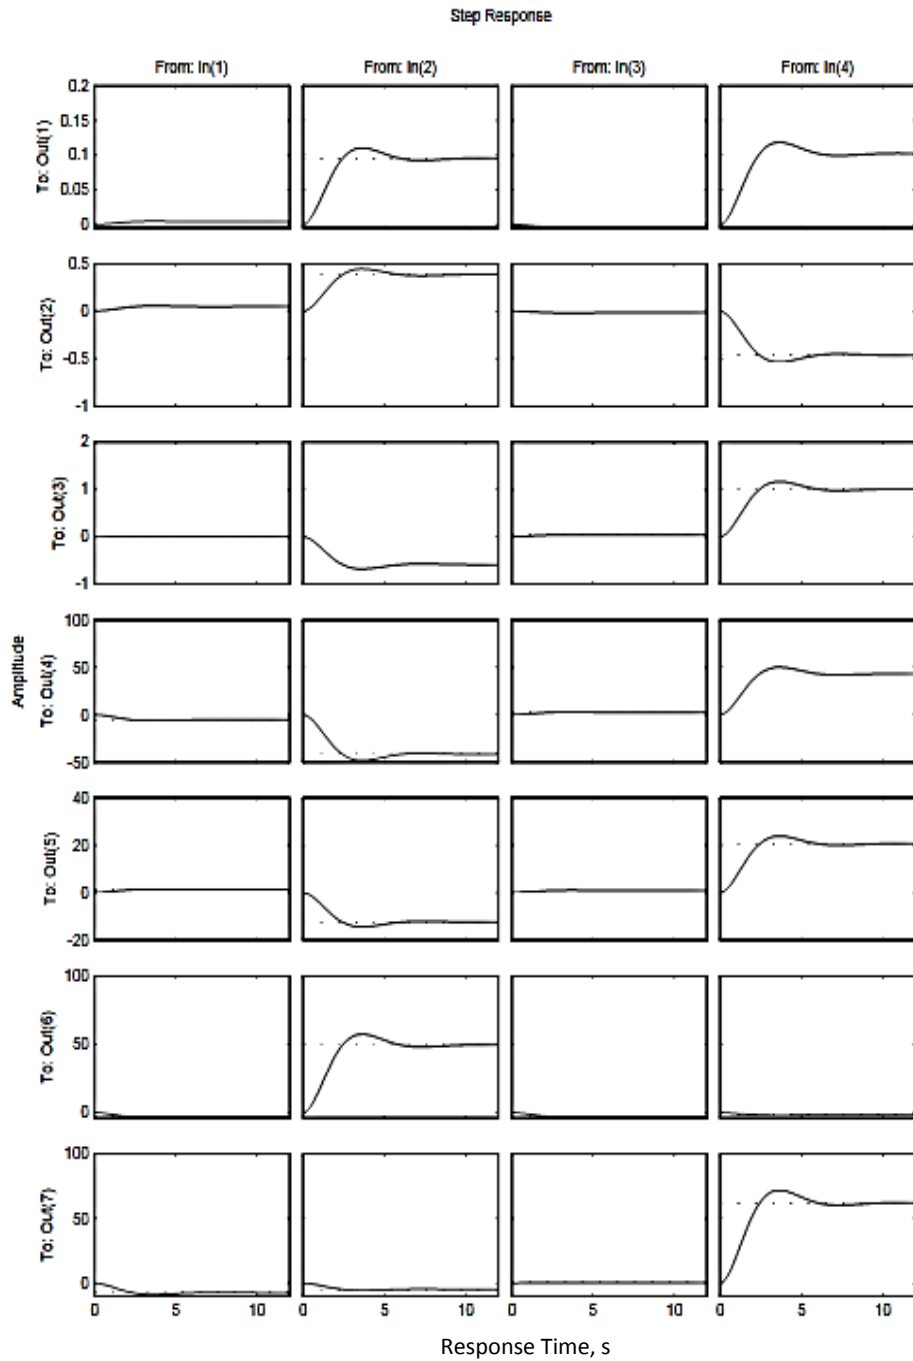 Step Response
From: In(1) From: In(2) From: In(3) From: In(4)
Amplitude
To: Out(1)
0.2
0.15
0.1
0.05
0
To: Out(2)
0.5
0
-0.5
-1
To: Out(3)
2
1
0
-1
To: Out(4)
100
50
0
-50
To: Out(5)
40
20
0
-20
To: Out(6)
100
50
0
To: Out(7)
100
50
0
0 5 10 0 5 10 0 5 10 0 5 10
Response Time, s